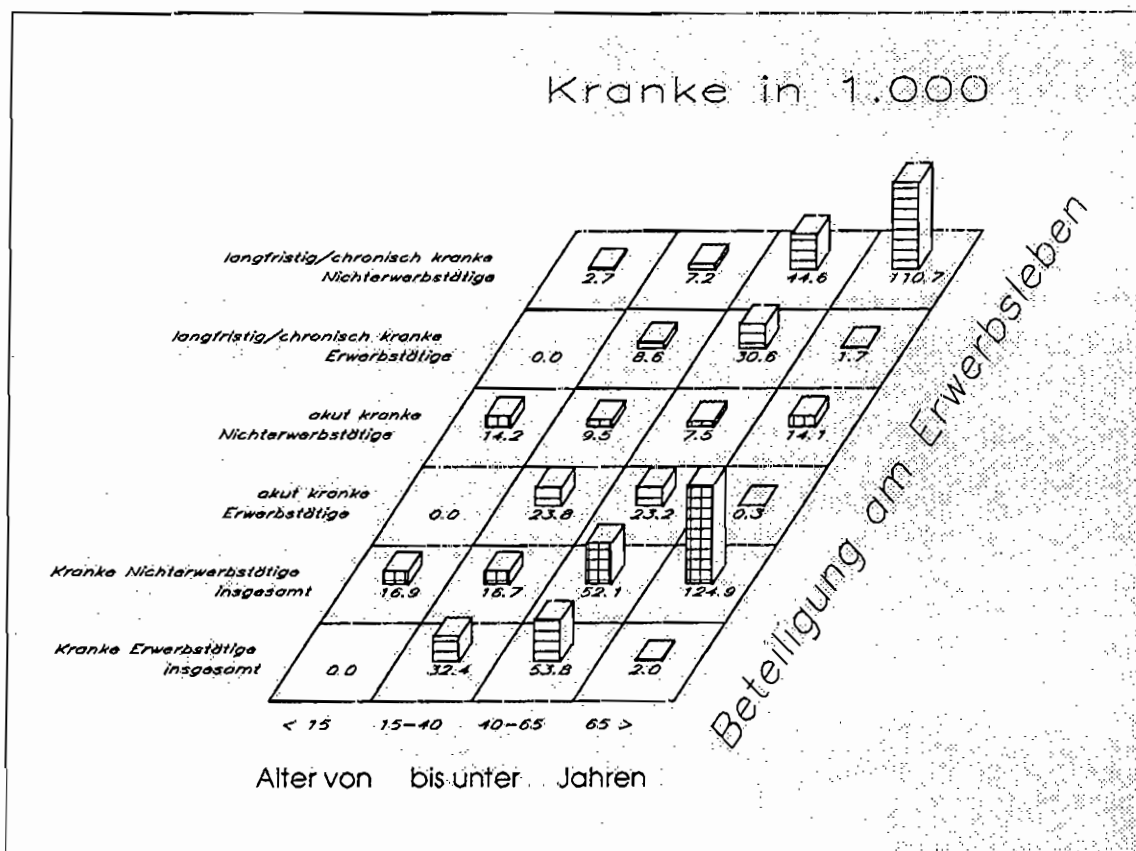 Kranke in 1.000
langfristig/chronisch kranke
Nichterwerbstätige
2.7 7.2 44.6 110.7
langfristig/chronisch kranke
Erwerbstätige
0.0 8.6 30.6 1.7
akut kranke
Nichterwerbstätige
14.2 9.5 7.5 14.1
akut kranke
Erwerbstätige
0.0 23.8 23.2 0.3
Kranke Nichterwerbstätige
insgesamt
16.9 16.7 52.1 124.9
Kranke Erwerbstätige
insgesamt
0.0 32.4 53.8 2.0
< 15 15-40 40-65 65 >
Alter von bis unter Jahren
Beteiligung am Erwerbsleben